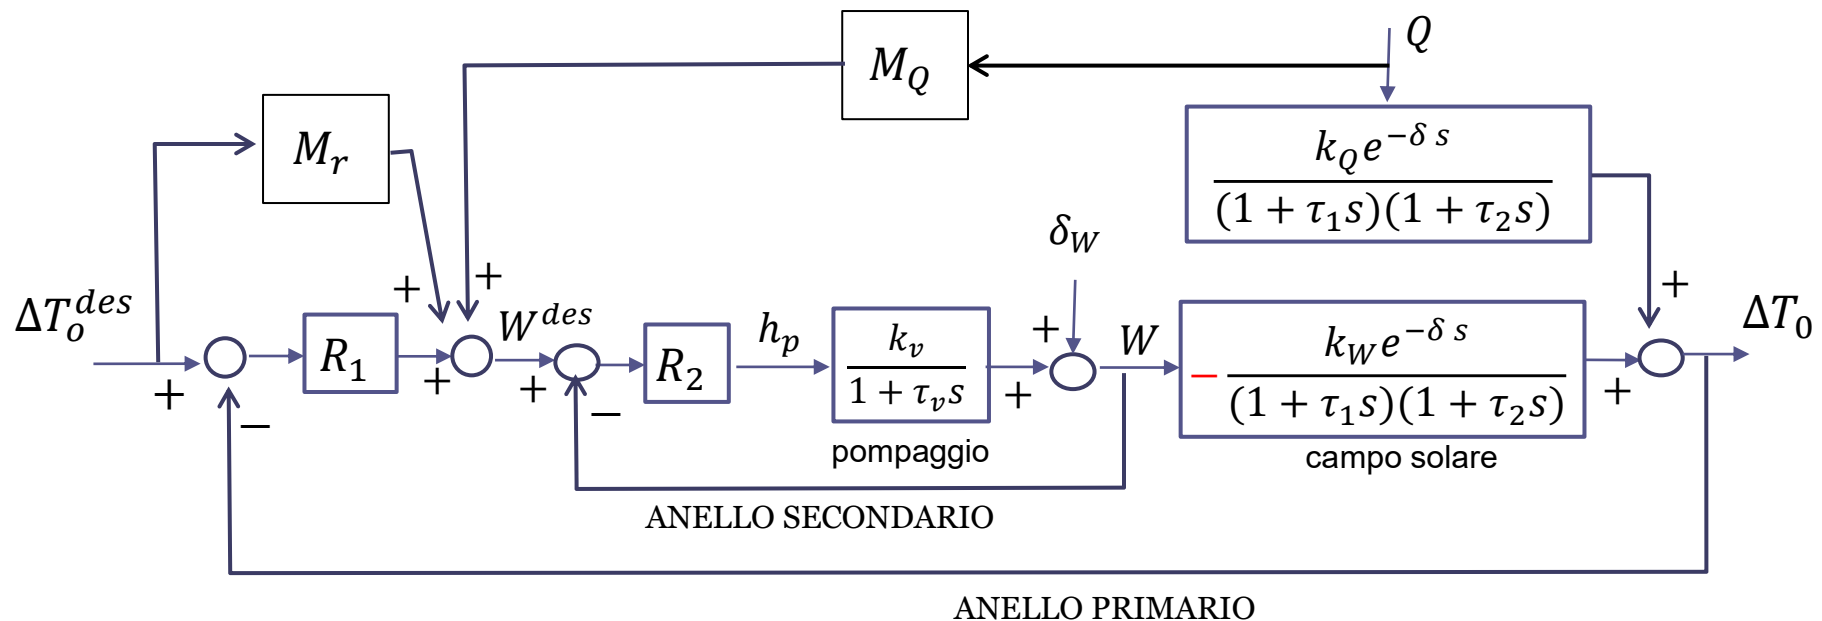 Q
M_Q
M_r
k_Q e^{−δ s}
(1 + τ_1 s)(1 + τ_2 s)
δ_W
+
+
+
ΔT_o^{des}
R_1
W^{des}
R_2
h_p
k_v
1 + τ_v s
+
W
− k_W e^{−δ s}
(1 + τ_1 s)(1 + τ_2 s)
ΔT_0
+
+
+
+
+
−
−
pompaggio
campo solare
ANELLO SECONDARIO
ANELLO PRIMARIO